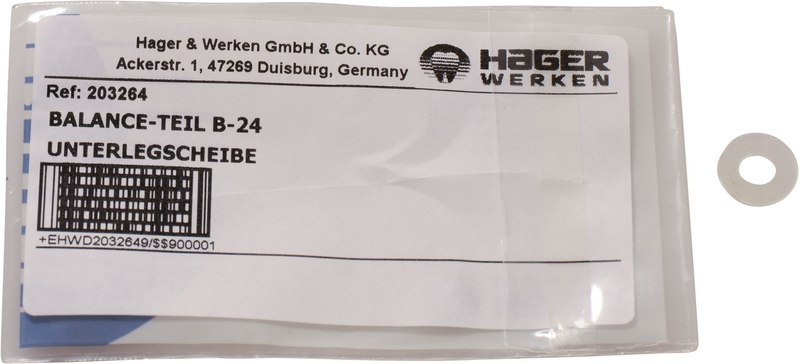 Hager & Werken GmbH & Co. KG
Ackerstr. 1, 47269 Duisburg, Germany
HAGER
WERKEN
Ref: 203264
BALANCE-TEIL B-24
UNTERLEGSCHEIBE
+EHWD2032649/$$900001